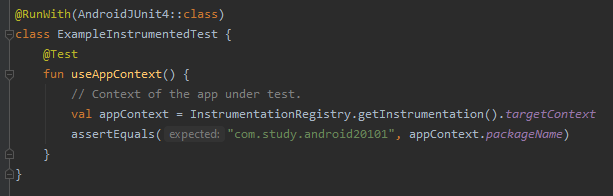 @RunWith(AndroidJUnit4::class)
class ExampleInstrumentedTest {
    @Test
    fun useAppContext() {
        // Context of the app under test.
        val appContext = InstrumentationRegistry.getInstrumentation().targetContext
        assertEquals( expected: "com.study.android20101", appContext.packageName)
    }
}